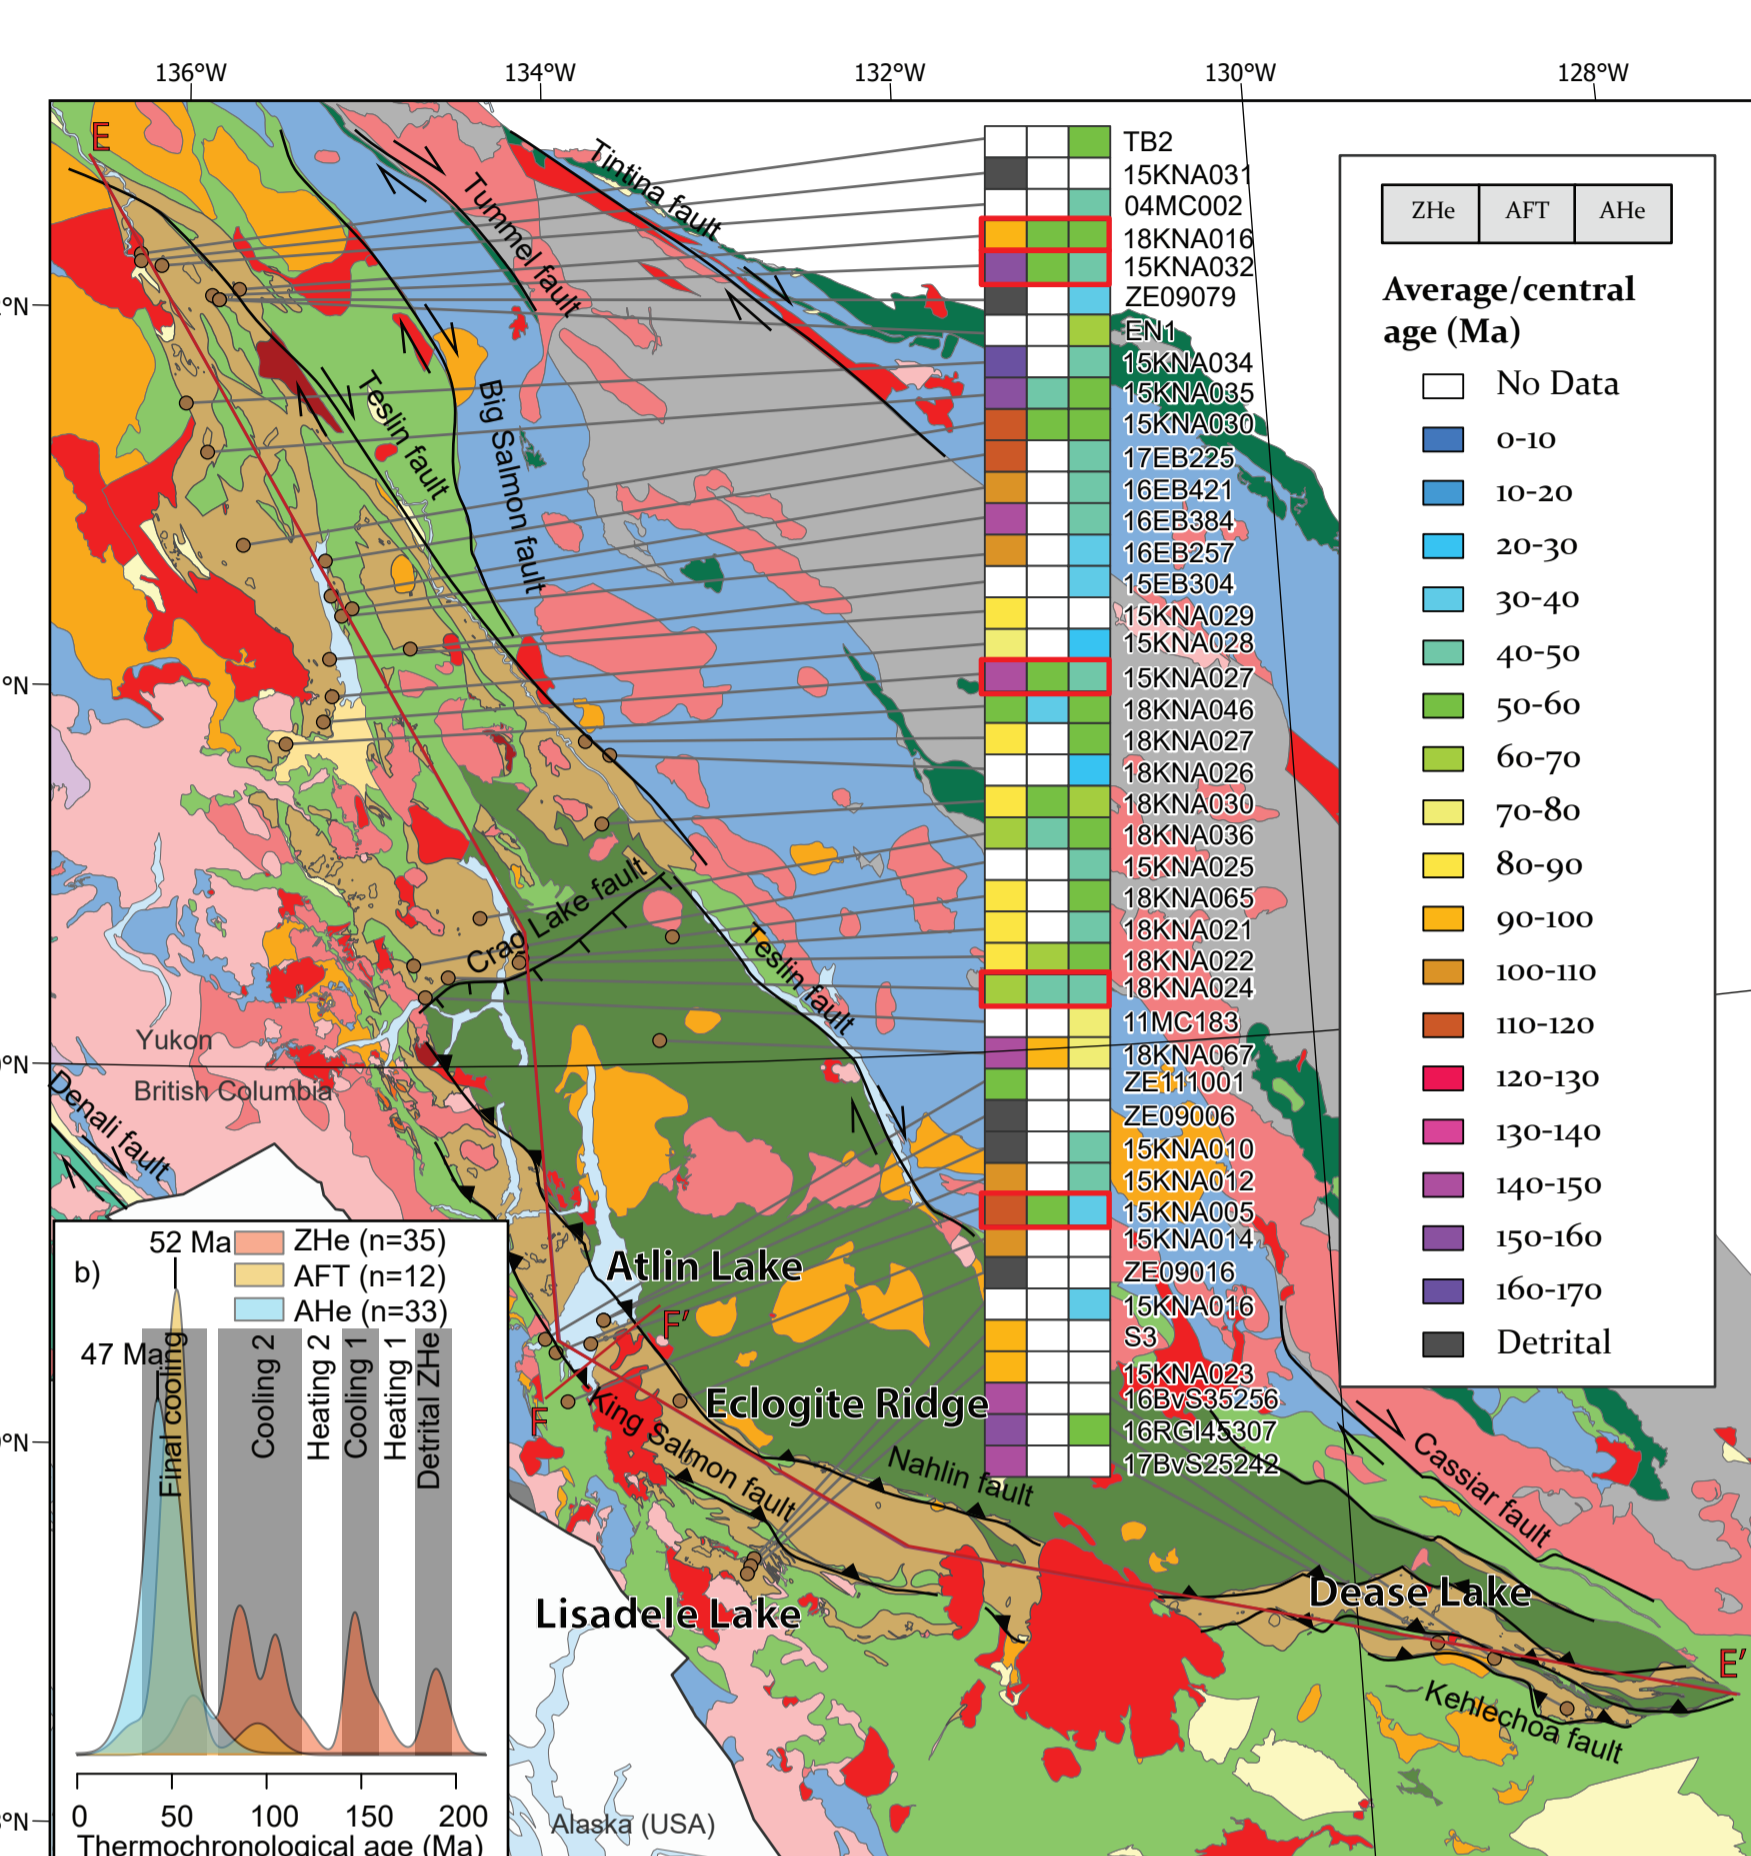 136°W
134°W
132°W
130°W
128°W
E
Tintina fault
Tummel fault
Teslin fault
Big Salmon fault
Crag Lake fault
Teslin fault
Yukon
British Columbia
Denali fault
°N
°N
°N
°N
TB2
15KNA031
04MC002
18KNA016
15KNA032
ZE09079
EN1
15KNA034
15KNA035
15KNA030
17EB225
16EB421
16EB384
16EB257
15EB304
15KNA029
15KNA028
15KNA027
18KNA046
18KNA027
18KNA026
18KNA030
18KNA036
15KNA025
18KNA065
18KNA021
18KNA022
18KNA024
11MC183
18KNA067
ZE111001
ZE09006
15KNA010
15KNA012
15KNA005
15KNA014
ZE09016
15KNA016
S3
15KNA023
16BvS35256
16RGI45307
17BvS25242
ZHe AFT AHe
Average/central
age (Ma)
No Data
0-10
10-20
20-30
30-40
40-50
50-60
60-70
70-80
80-90
90-100
100-110
110-120
120-130
130-140
140-150
150-160
160-170
Detrital
Atlin Lake
F'
F
Eclogite Ridge
King Salmon fault
Nahlin fault
Cassiar fault
Dease Lake
Lisadele Lake
E'
Kehlechoa fault
Alaska (USA)
b)
52 Ma
ZHe (n=35)
AFT (n=12)
AHe (n=33)
47 Ma
Final cooling
Cooling 2
Heating 2
Cooling 1
Heating 1
Detrital ZHe
0 50 100 150 200
Thermochronological age (Ma)